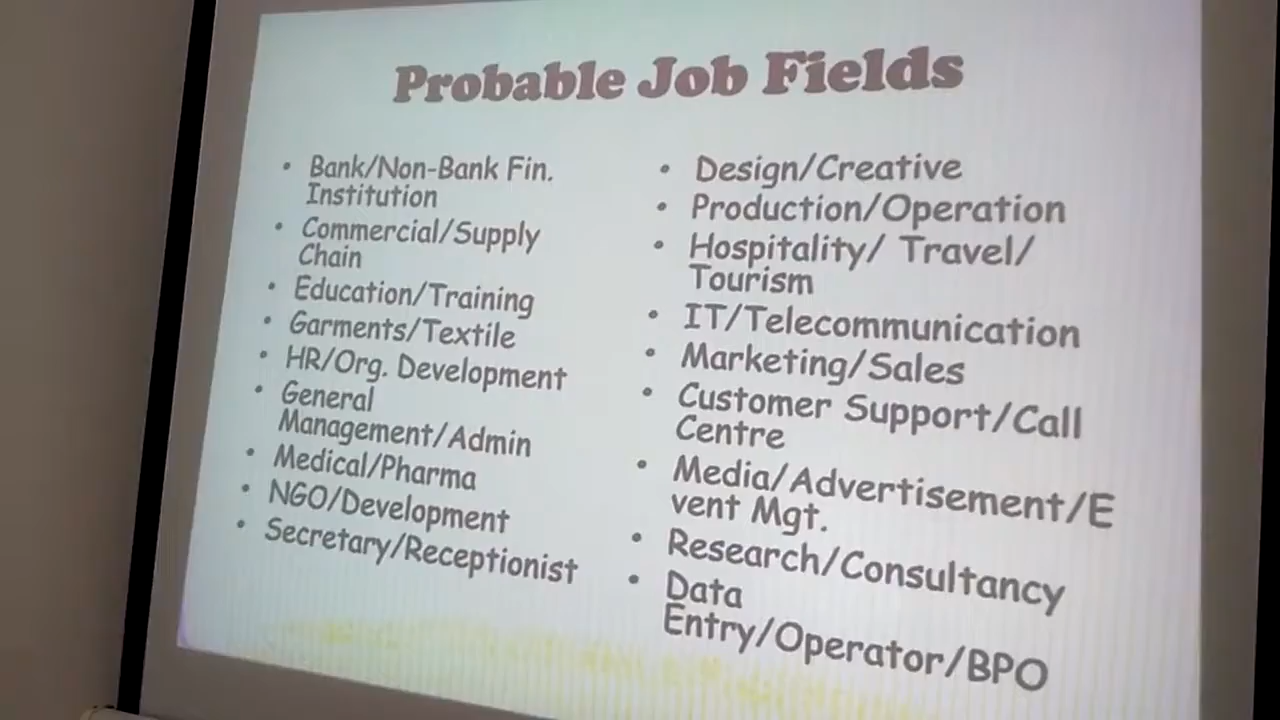 Probable Job Fields
• Bank/Non-Bank Fin.
Institution
• Commercial/Supply
Chain
• Education/Training
• Garments/Textile
• HR/Org. Development
• General
Management/Admin
• Medical/Pharma
• NGO/Development
• Secretary/Receptionist
• Design/Creative
• Production/Operation
• Hospitality/ Travel/
Tourism
• IT/Telecommunication
• Marketing/Sales
• Customer Support/Call
Centre
• Media/Advertisement/E
vent Mgt.
• Research/Consultancy
• Data
Entry/Operator/BPO